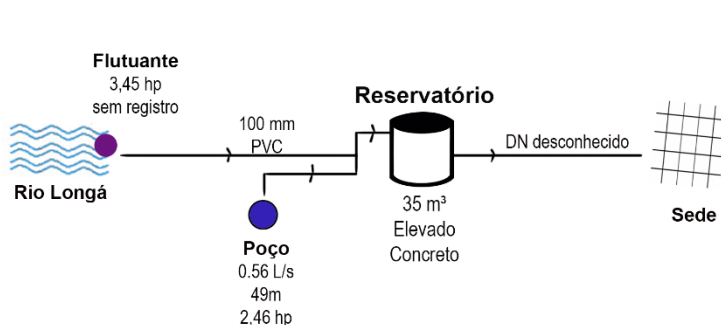 Flutuante
3,45 hp
sem registro
Rio Longá
100 mm
PVC
Poço
0.56 L/s
49m
2,46 hp
Reservatório
35 m³
Elevado
Concreto
DN desconhecido
Sede